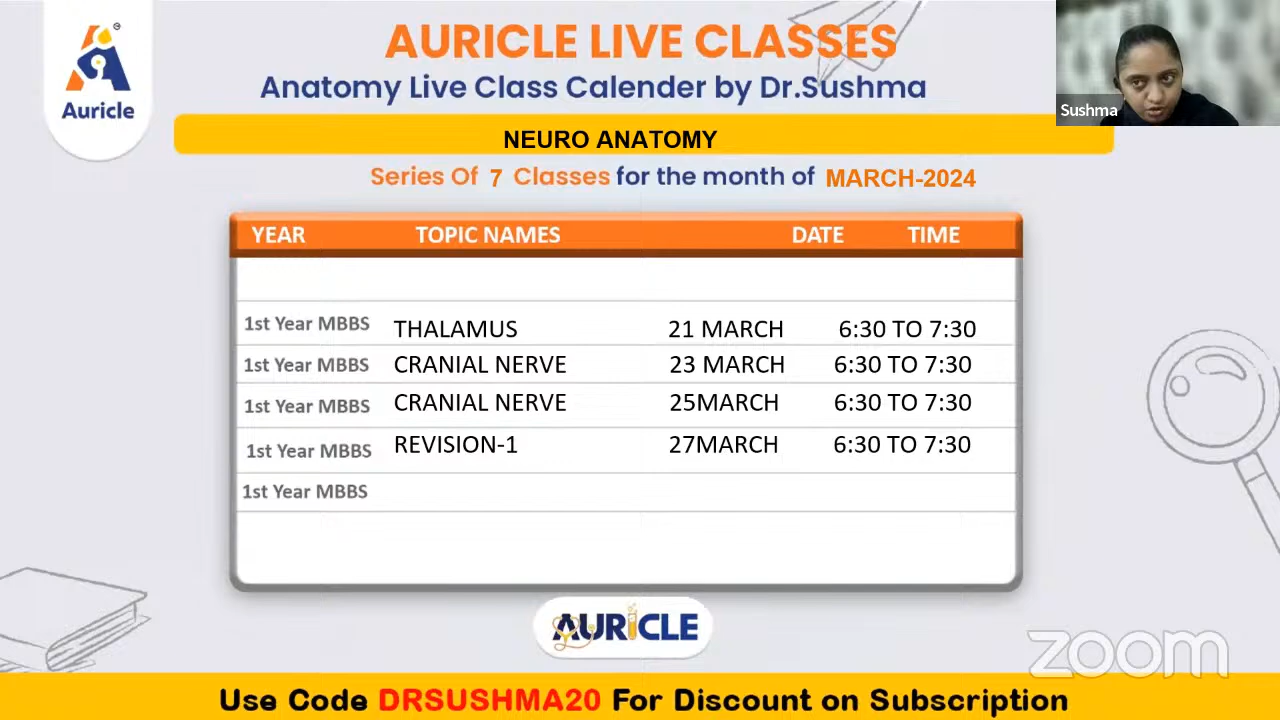 AURICLE LIVE CLASSES
Anatomy Live Class Calender by Dr.Sushma
Auricle
Sushma
NEURO ANATOMY
Series Of 7 Classes for the month of MARCH-2024
YEAR TOPIC NAMES DATE TIME
1st Year MBBS THALAMUS 21 MARCH 6:30 TO 7:30
1st Year MBBS CRANIAL NERVE 23 MARCH 6:30 TO 7:30
1st Year MBBS CRANIAL NERVE 25MARCH 6:30 TO 7:30
1st Year MBBS REVISION-1 27MARCH 6:30 TO 7:30
1st Year MBBS
AURICLE
zoom
Use Code DRSUSHMA20 For Discount on Subscription